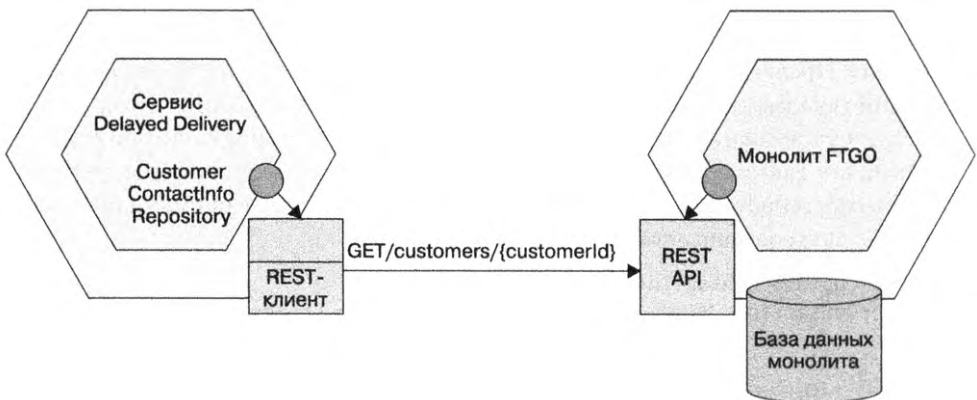 Сервис
Delayed Delivery
Customer
ContactInfo
Repository
Монолит FTGO
GET/customers/{customerId}
REST-
клиент
REST
API
База данных
монолита